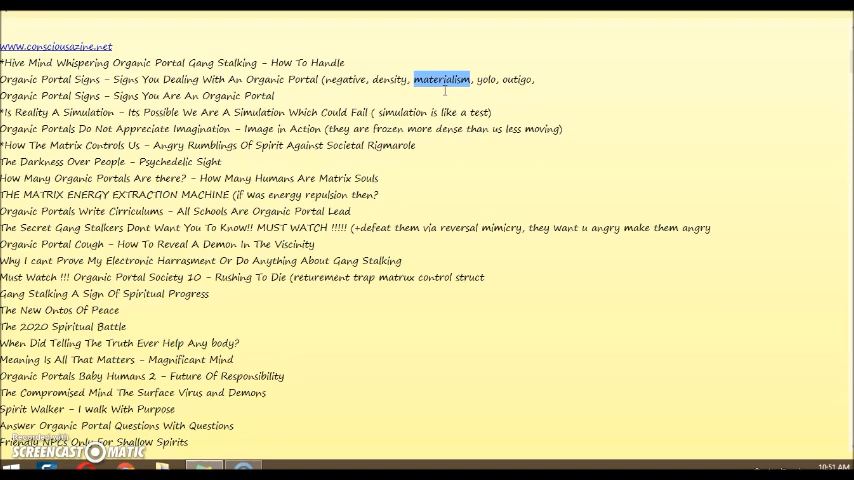 www.consciousazine.net
*Hive Mind Whispering Organic Portal Gang Stalking - How To Handle
Organic Portal Signs - Signs You Dealing With An Organic Portal (negative, density, materialism, yolo, outigo,
Organic Portal Signs - Signs You Are An Organic Portal
*Is Reality A Simulation - Its Possible We Are A Simulation Which Could Fail ( simulation is like a test)
Organic Portals Do Not Appreciate Imagination - Image in Action (they are frozen more dense than us less moving)
*How The Matrix Controls Us - Angry Rumblings Of Spirit Against Societal Rigmarole
The Darkness Over People - Psychedelic Sight
How Many Organic Portals Are there? - How Many Humans Are Matrix Souls
THE MATRIX ENERGY EXTRACTION MACHINE (if was energy repulsion then?
Organic Portals Write Cirriculums - All Schools Are Organic Portal Lead
The Secret Gang Stalkers Dont Want You To Know!! MUST WATCH !!!!! (+defeat them via reversal mimicry, they want u angry make them angry
Organic Portal Cough - How To Reveal A Demon In The Viscinity
Why I cant Prove My Electronic Harrasment Or Do Anything About Gang Stalking
Must Watch !!! Organic Portal Society 10 - Rushing To Die (returement trap matrux control struct
Gang Stalking A Sign Of Spiritual Progress
The New Ontos Of Peace
The 2020 Spiritual Battle
When Did Telling The Truth Ever Help Any body?
Meaning Is All That Matters - Magnificant Mind
Organic Portals Baby Humans 2 - Future Of Responsibility
The Compromised Mind The Surface Virus and Demons
Spirit Walker - I walk With Purpose
Answer Organic Portal Questions With Questions
Friendly NPCs Only For Shallow Spirits
Recorded with
SCREENCAST MATIC
10:51 AM